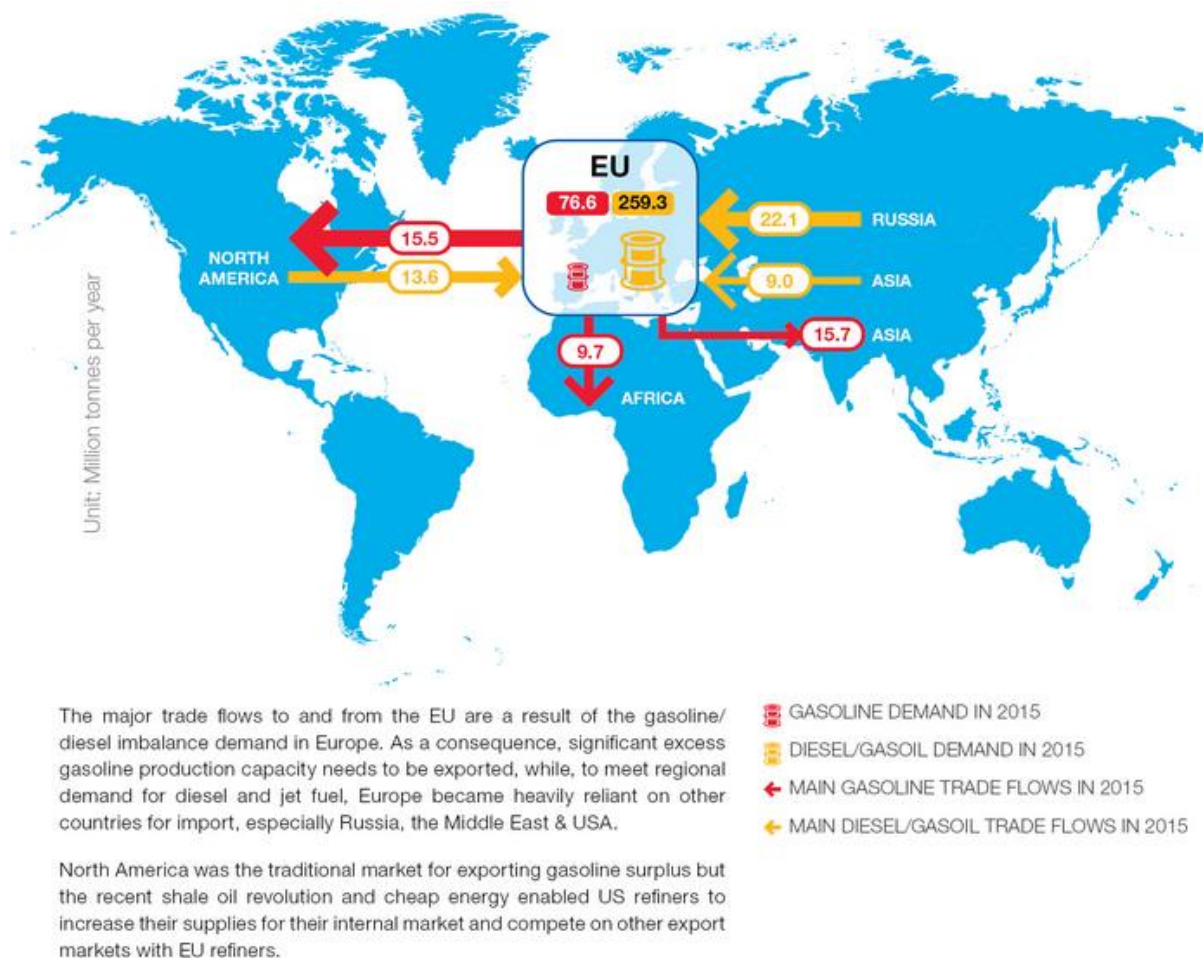 EU
76.6 259.3
22.1 RUSSIA
15.5
NORTH
AMERICA
13.6
9.0 ASIA
15.7 ASIA
9.7
AFRICA
Unit: Million tonnes per year
The major trade flows to and from the EU are a result of the gasoline/
diesel imbalance demand in Europe. As a consequence, significant excess
gasoline production capacity needs to be exported, while, to meet regional
demand for diesel and jet fuel, Europe became heavily reliant on other
countries for import, especially Russia, the Middle East & USA.
North America was the traditional market for exporting gasoline surplus but
the recent shale oil revolution and cheap energy enabled US refiners to
increase their supplies for their internal market and compete on other export
markets with EU refiners.
GASOLINE DEMAND IN 2015
DIESEL/GASOIL DEMAND IN 2015
MAIN GASOLINE TRADE FLOWS IN 2015
MAIN DIESEL/GASOIL TRADE FLOWS IN 2015